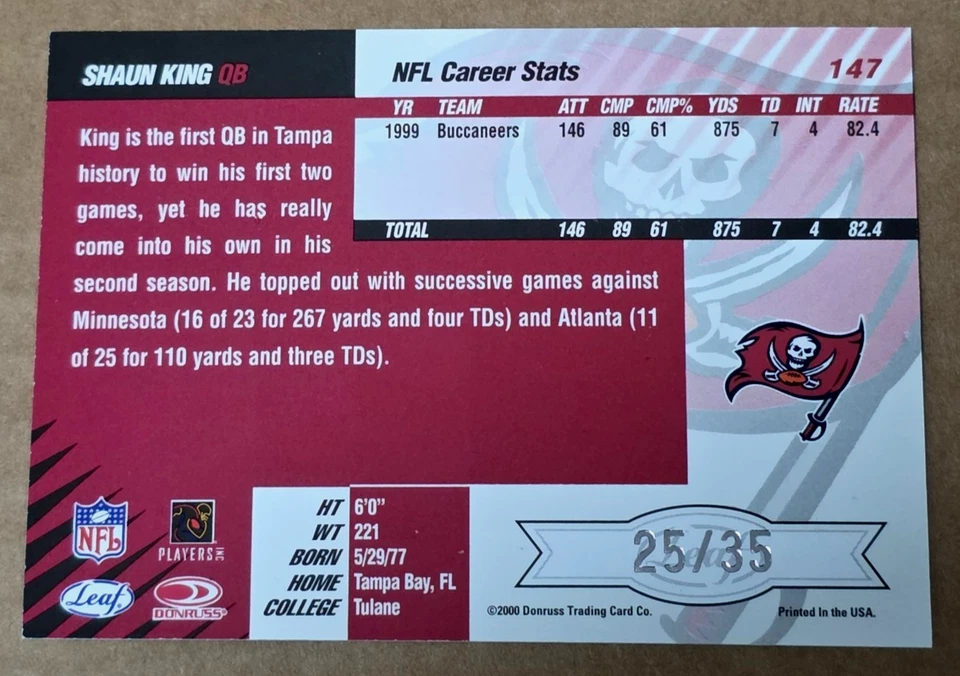 SHAUN KING QB
NFL Career Stats
147
YR TEAM ATT CMP CMP% YDS TD INT RATE
1999 Buccaneers 146 89 61 875 7 4 82.4
TOTAL 146 89 61 875 7 4 82.4
King is the first QB in Tampa
history to win his first two
games, yet he has really
come into his own in his
second season. He topped out with successive games against
Minnesota (16 of 23 for 267 yards and four TDs) and Atlanta (11
of 25 for 110 yards and three TDs).
NFL
PLAYERS INC
Leaf
DONRUSS
HT 6'0"
WT 221
BORN 5/29/77
HOME Tampa Bay, FL
COLLEGE Tulane
Leaf
25/35
©2000 Donruss Trading Card Co.
Printed In the USA.